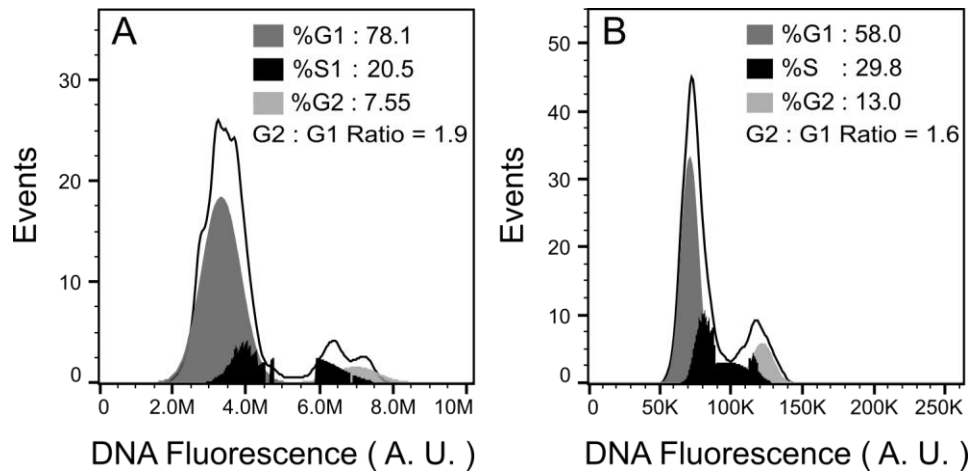 A
%G1 : 78.1
%S1 : 20.5
%G2 : 7.55
G2 : G1 Ratio = 1.9
30
20
10
0
Events
0 2.0M 4.0M 6.0M 8.0M 10M
DNA Fluorescence ( A. U. )
B
%G1 : 58.0
%S : 29.8
%G2 : 13.0
G2 : G1 Ratio = 1.6
50
40
30
20
10
0
Events
0 50K 100K 150K 200K 250K
DNA Fluorescence ( A. U. )